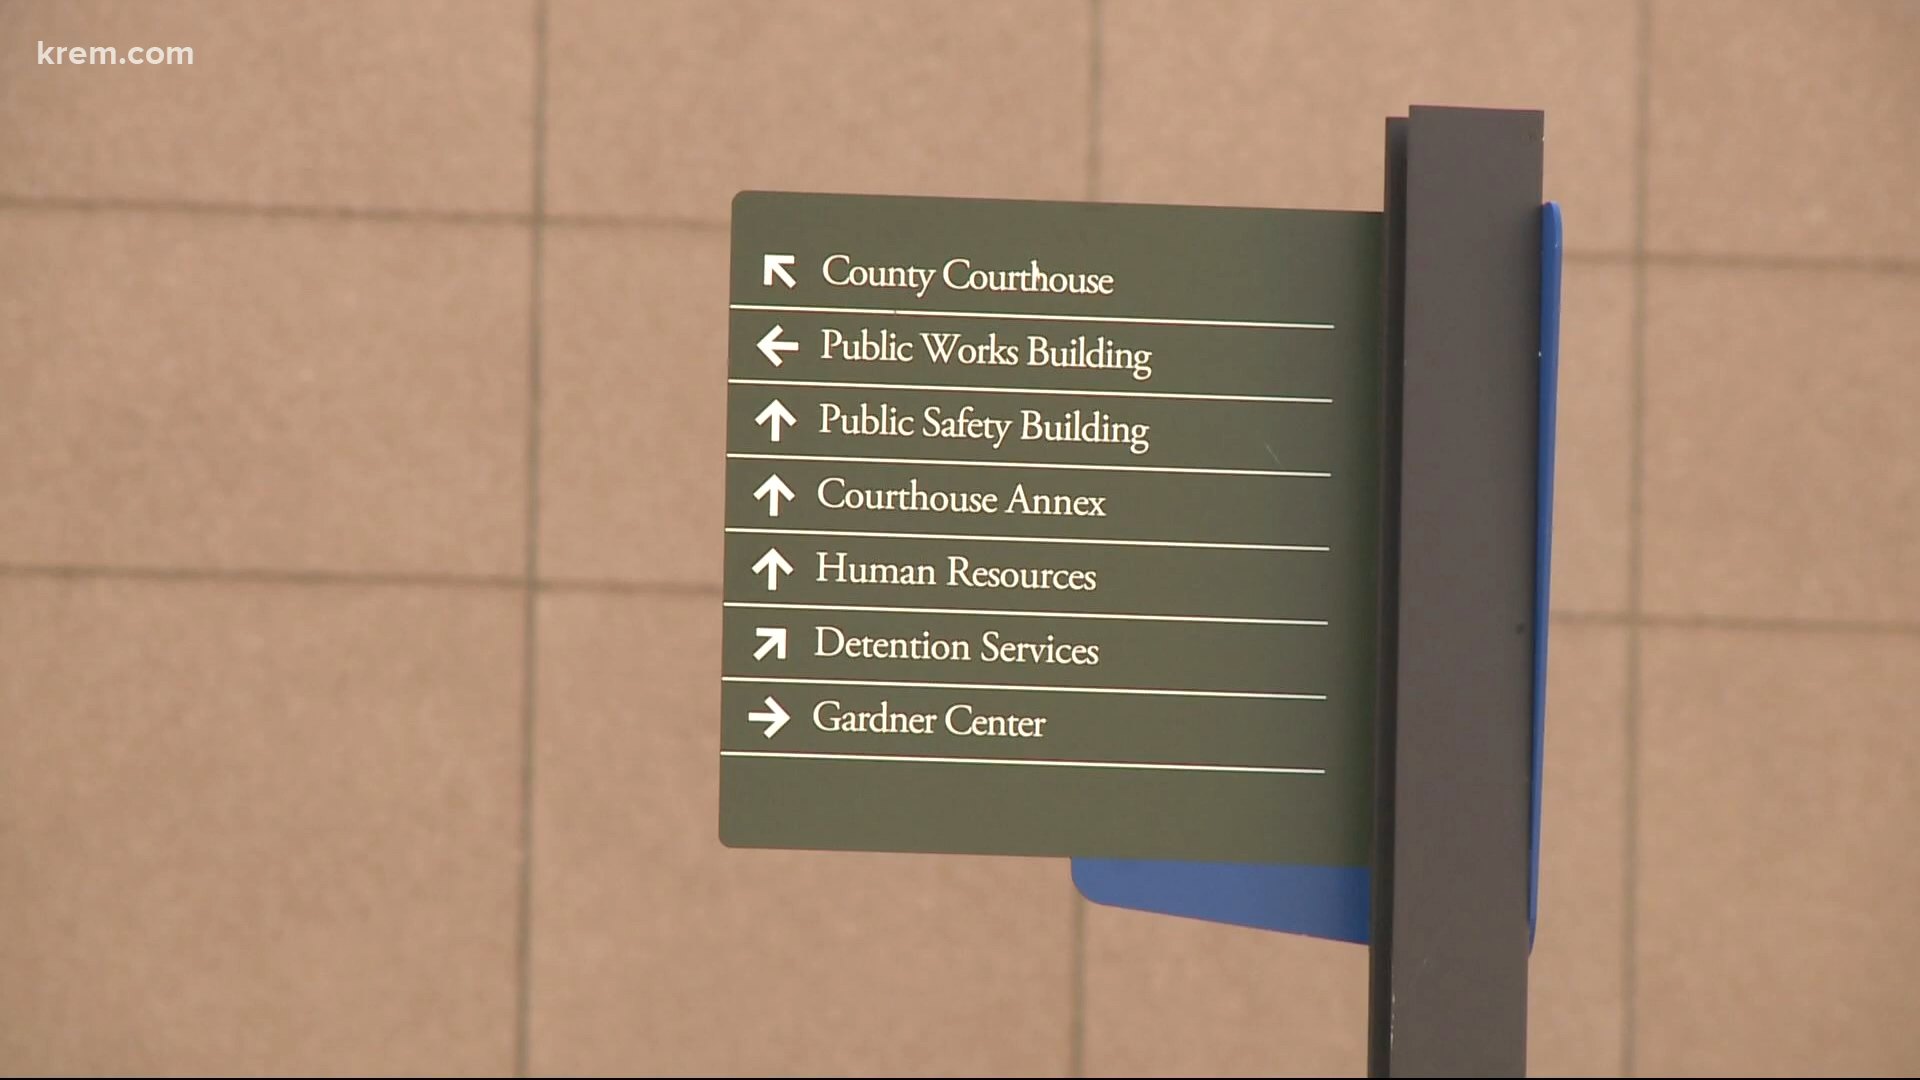 krem.com
County Courthouse
Public Works Building
Public Safety Building
Courthouse Annex
Human Resources
Detention Services
Gardner Center